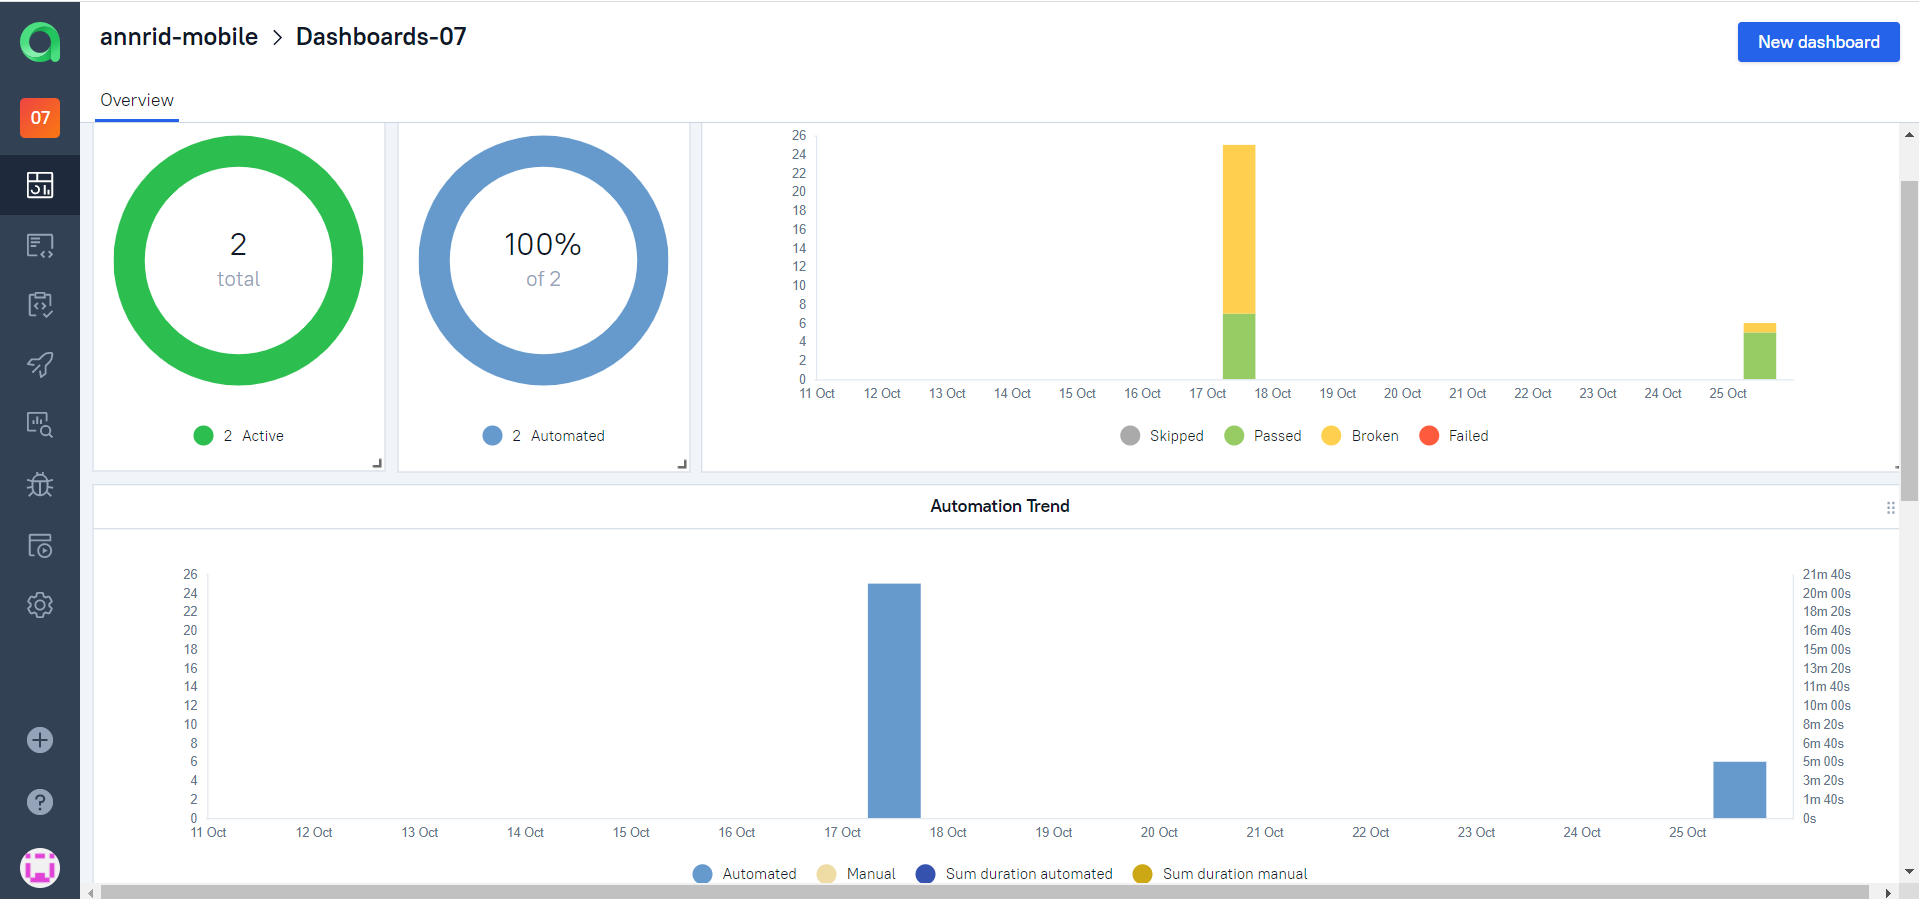 annrid-mobile > Dashboards-07
New dashboard
Overview
07
2
total
2 Active
100%
of 2
2 Automated
26
24
22
20
18
16
14
12
10
8
6
4
2
0
11 Oct 12 Oct 13 Oct 14 Oct 15 Oct 16 Oct 17 Oct 18 Oct 19 Oct 20 Oct 21 Oct 22 Oct 23 Oct 24 Oct 25 Oct
Skipped Passed Broken Failed
Automation Trend
26
24
22
20
18
16
14
12
10
8
6
4
2
0
21m 40s
20m 00s
18m 20s
16m 40s
15m 00s
13m 20s
11m 40s
10m 00s
8m 20s
6m 40s
5m 00s
3m 20s
1m 40s
0s
11 Oct 12 Oct 13 Oct 14 Oct 15 Oct 16 Oct 17 Oct 18 Oct 19 Oct 20 Oct 21 Oct 22 Oct 23 Oct 24 Oct 25 Oct
Automated Manual Sum duration automated Sum duration manual